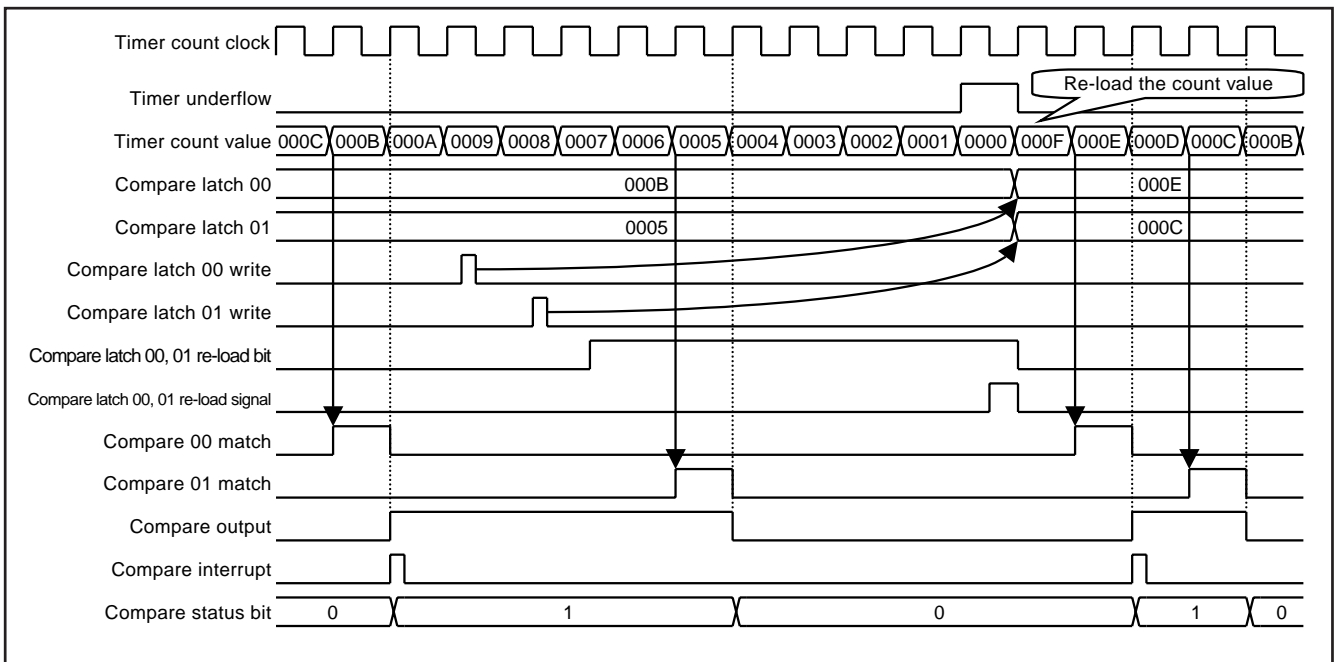 Timer count clock
Timer underflow
Re-load the count value
Timer count value 000C 000B 000A 0009 0008 0007 0006 0005 0004 0003 0002 0001 0000 000F 000E 000D 000C 000B
Compare latch 00 000B 000E
Compare latch 01 0005 000C
Compare latch 00 write
Compare latch 01 write
Compare latch 00, 01 re-load bit
Compare latch 00, 01 re-load signal
Compare 00 match
Compare 01 match
Compare output
Compare interrupt
Compare status bit 0 1 0 1 0